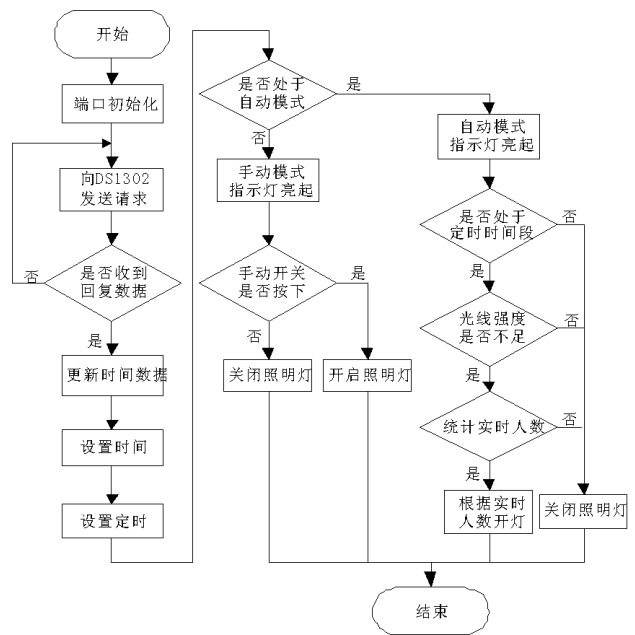 开始
端口初始化
向DS1302
发送请求
是否收到
回复数据
否
是
更新时间数据
设置时间
设置定时
是否处于
自动模式
是
否
手动模式
指示灯亮起
手动开关
是否按下
是
否
关闭照明灯
开启照明灯
自动模式
指示灯亮起
是否处于
定时时间段
否
是
光线强度
是否不足
否
是
统计实时人数
否
是
根据实时
人数开灯
关闭照明灯
结束